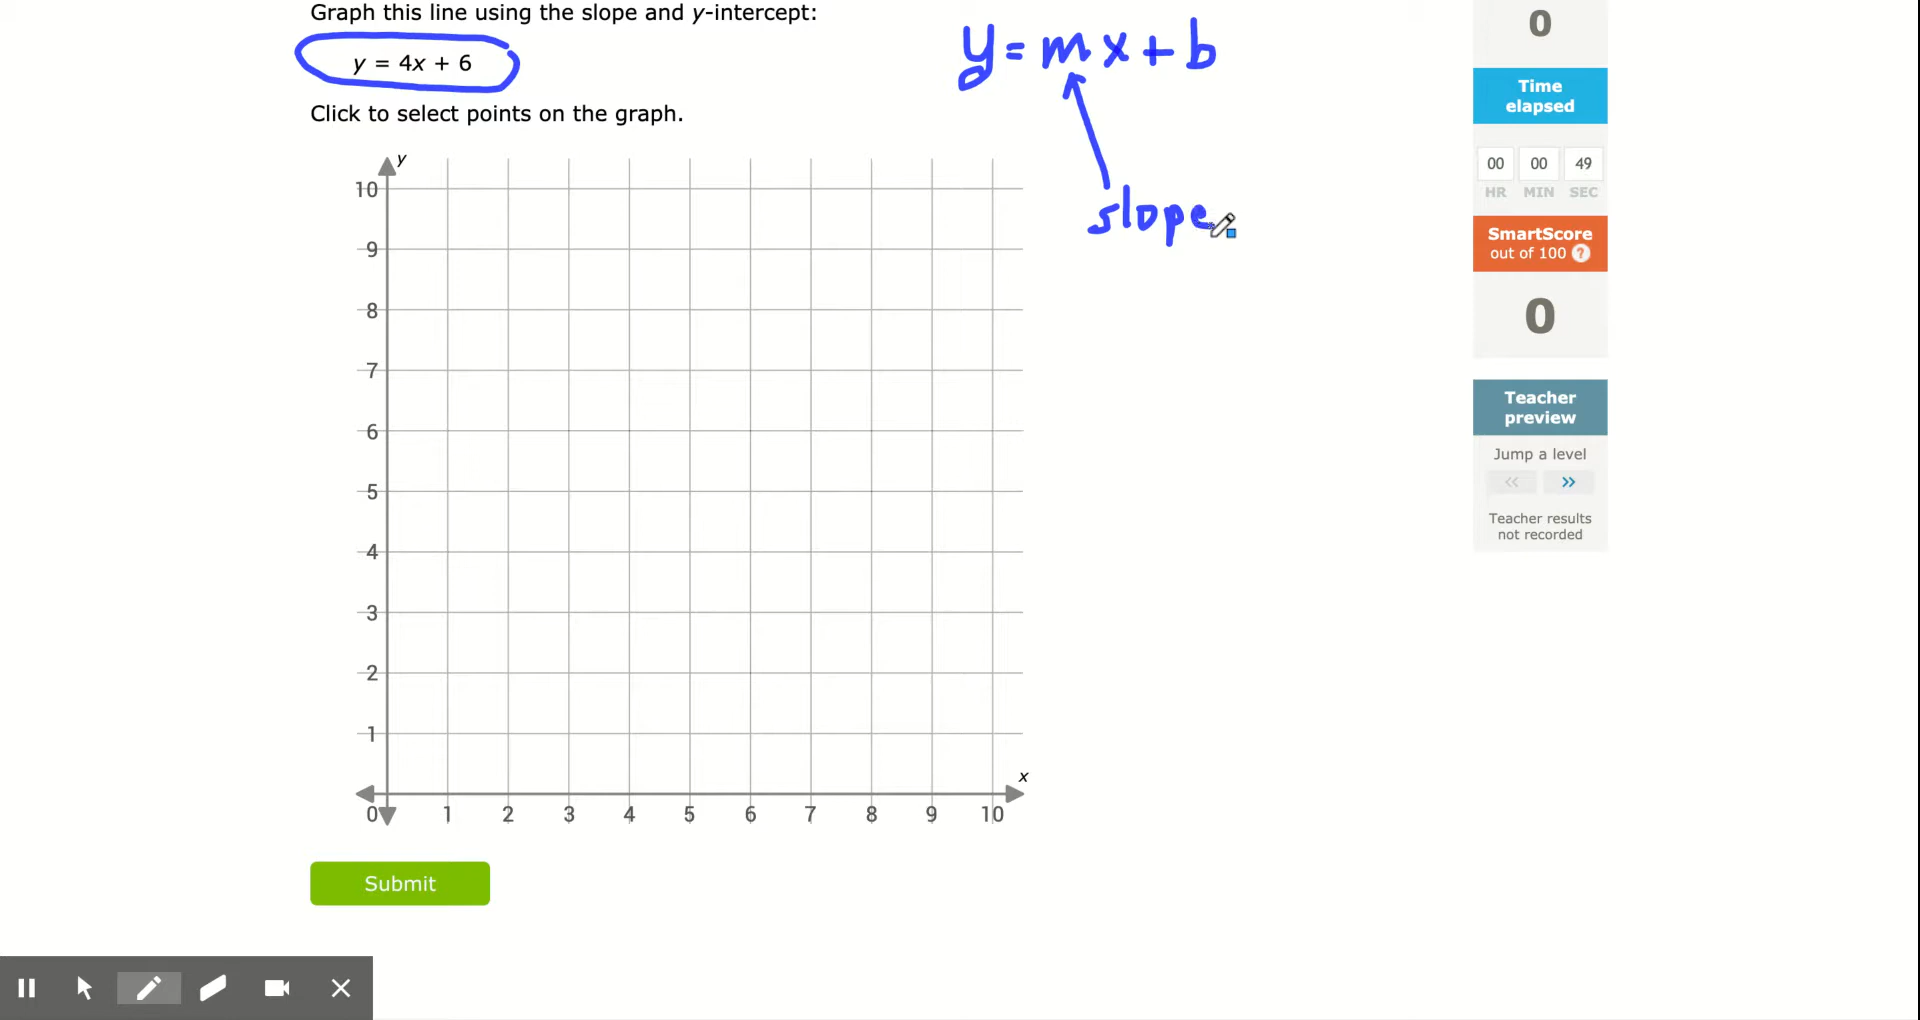 Graph this line using the slope and y-intercept:
y = 4x + 6
Click to select points on the graph.
y = mx + b
slope
y
10
9
8
7
6
5
4
3
2
1
x
0 1 2 3 4 5 6 7 8 9 10
Submit
0
Time
elapsed
00 00 49
HR MIN SEC
SmartScore
out of 100 ?
0
Teacher
preview
Jump a level
<< >>
Teacher results
not recorded